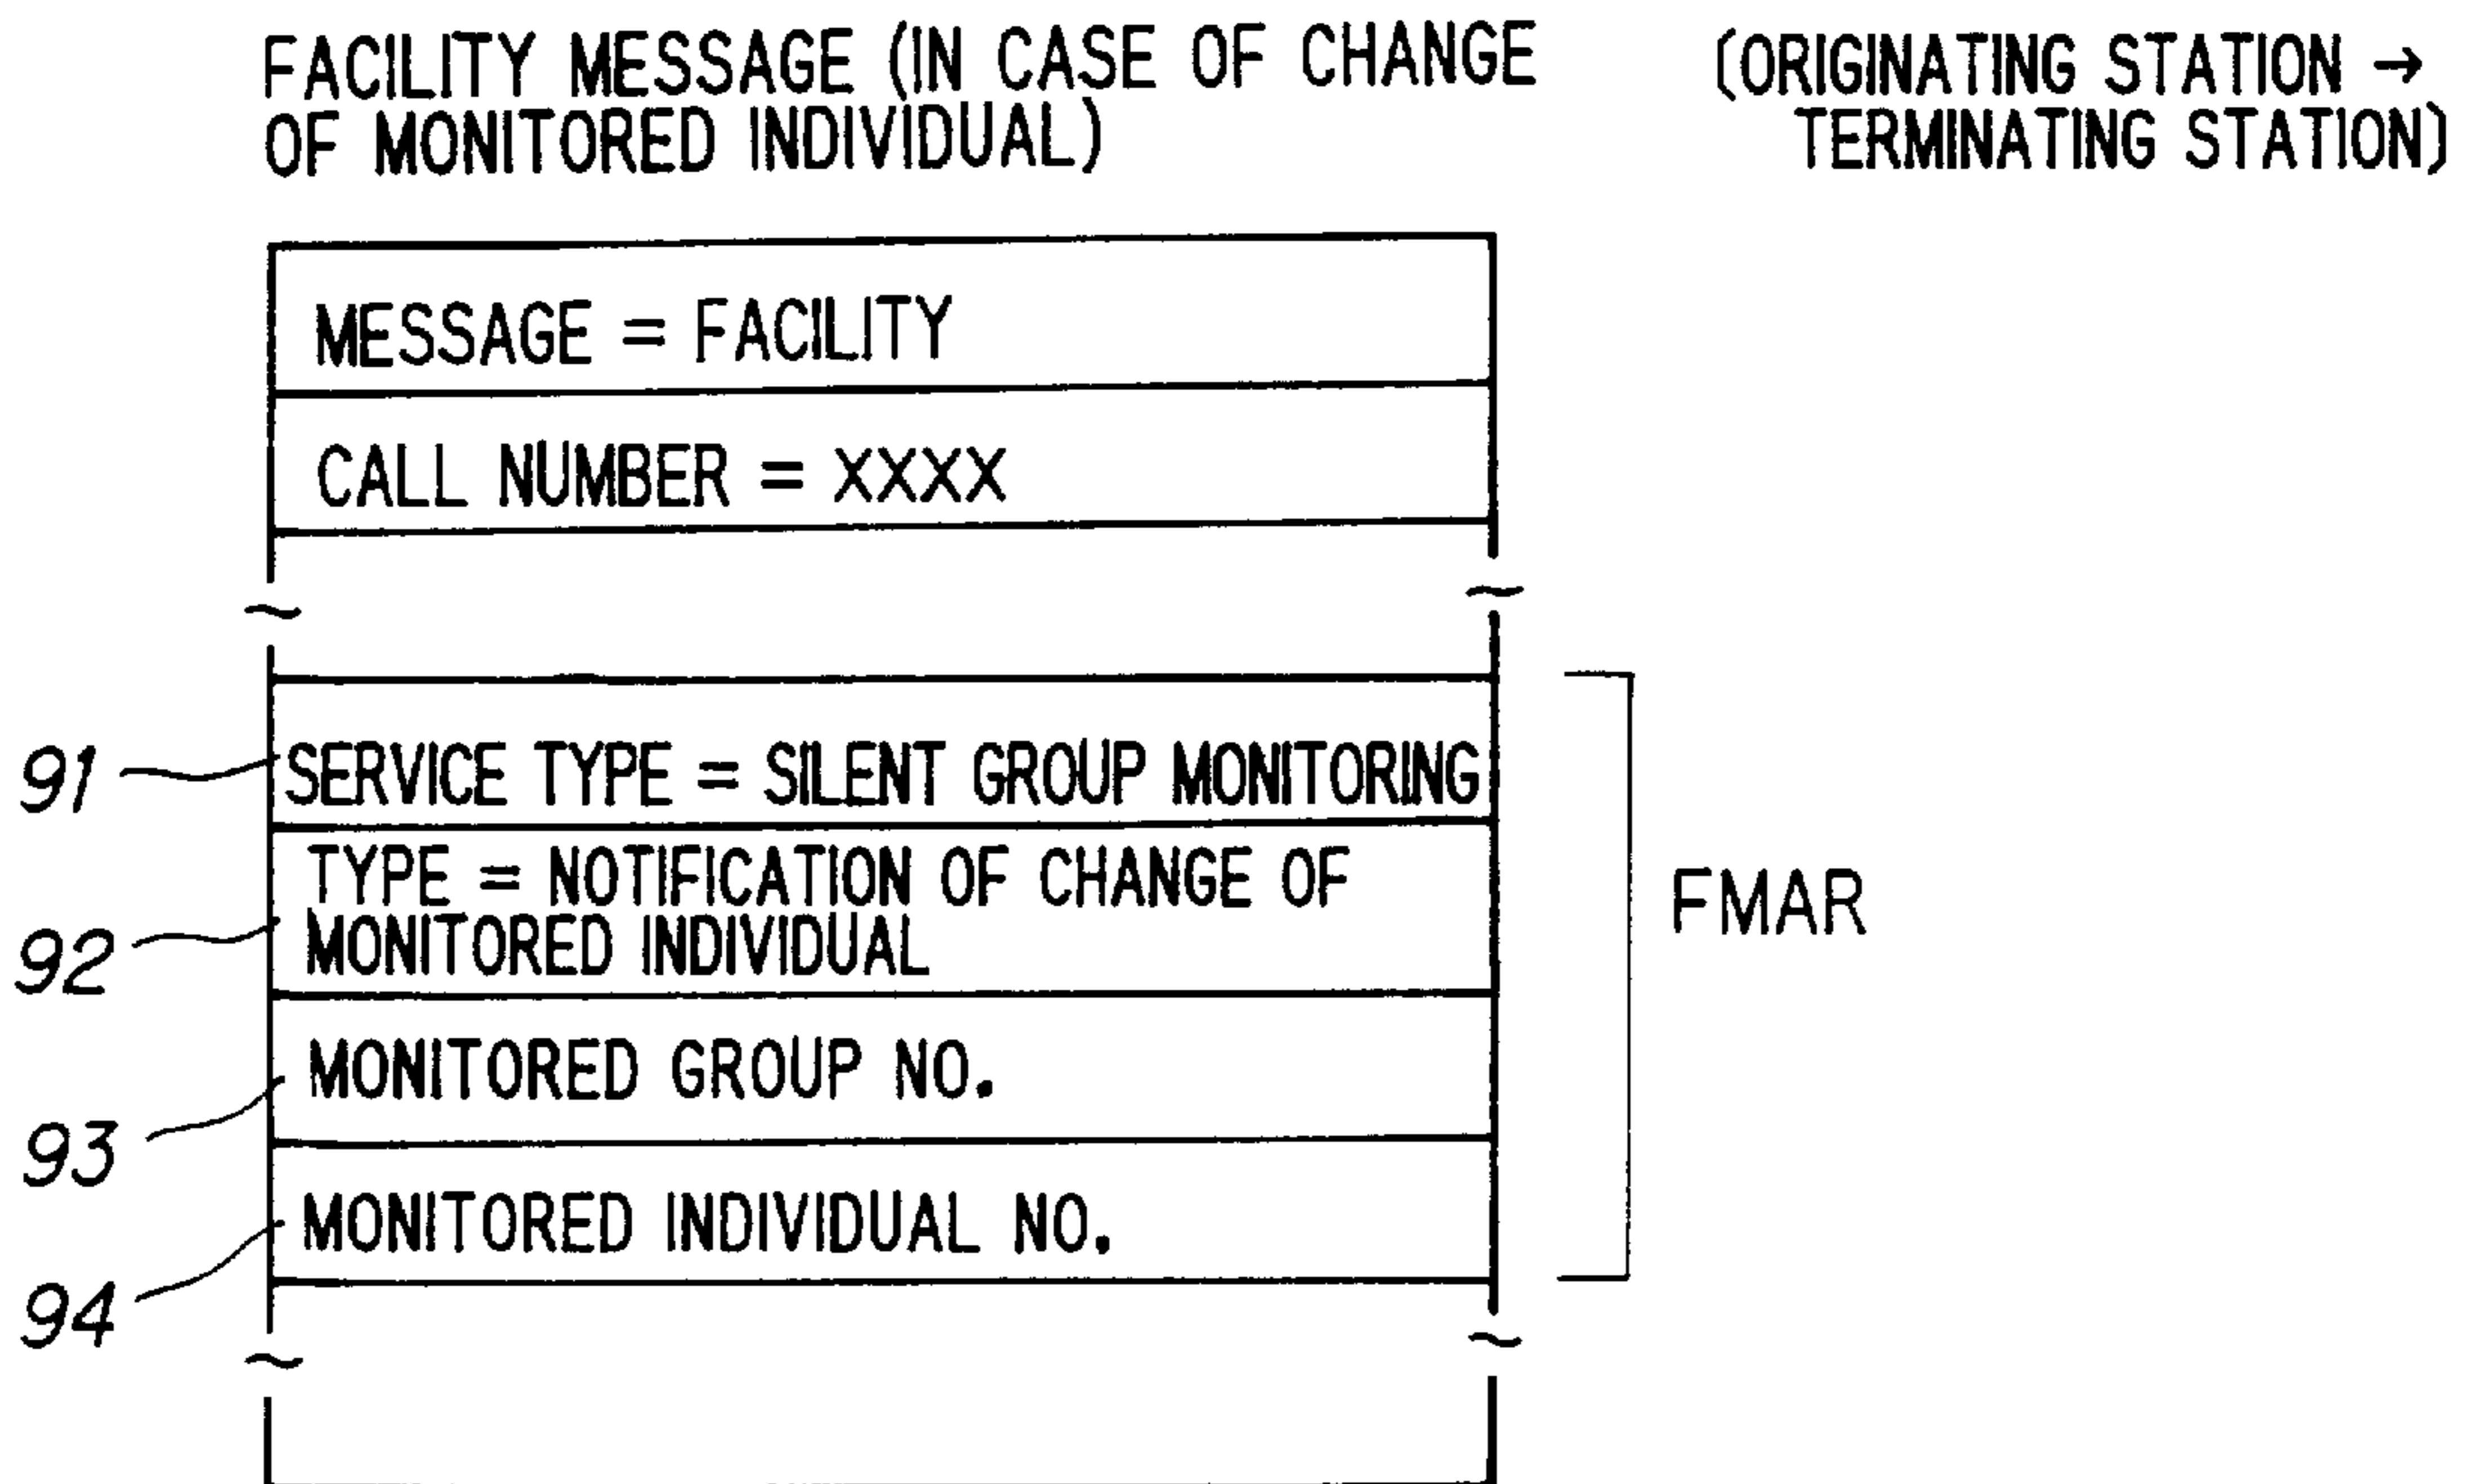 FACILITY MESSAGE (IN CASE OF CHANGE
OF MONITORED INDIVIDUAL)
(ORIGINATING STATION →
TERMINATING STATION)
MESSAGE = FACILITY
CALL NUMBER = XXXX
91
SERVICE TYPE = SILENT GROUP MONITORING
92
TYPE = NOTIFICATION OF CHANGE OF
MONITORED INDIVIDUAL
93
MONITORED GROUP NO.
94
MONITORED INDIVIDUAL NO.
FMAR